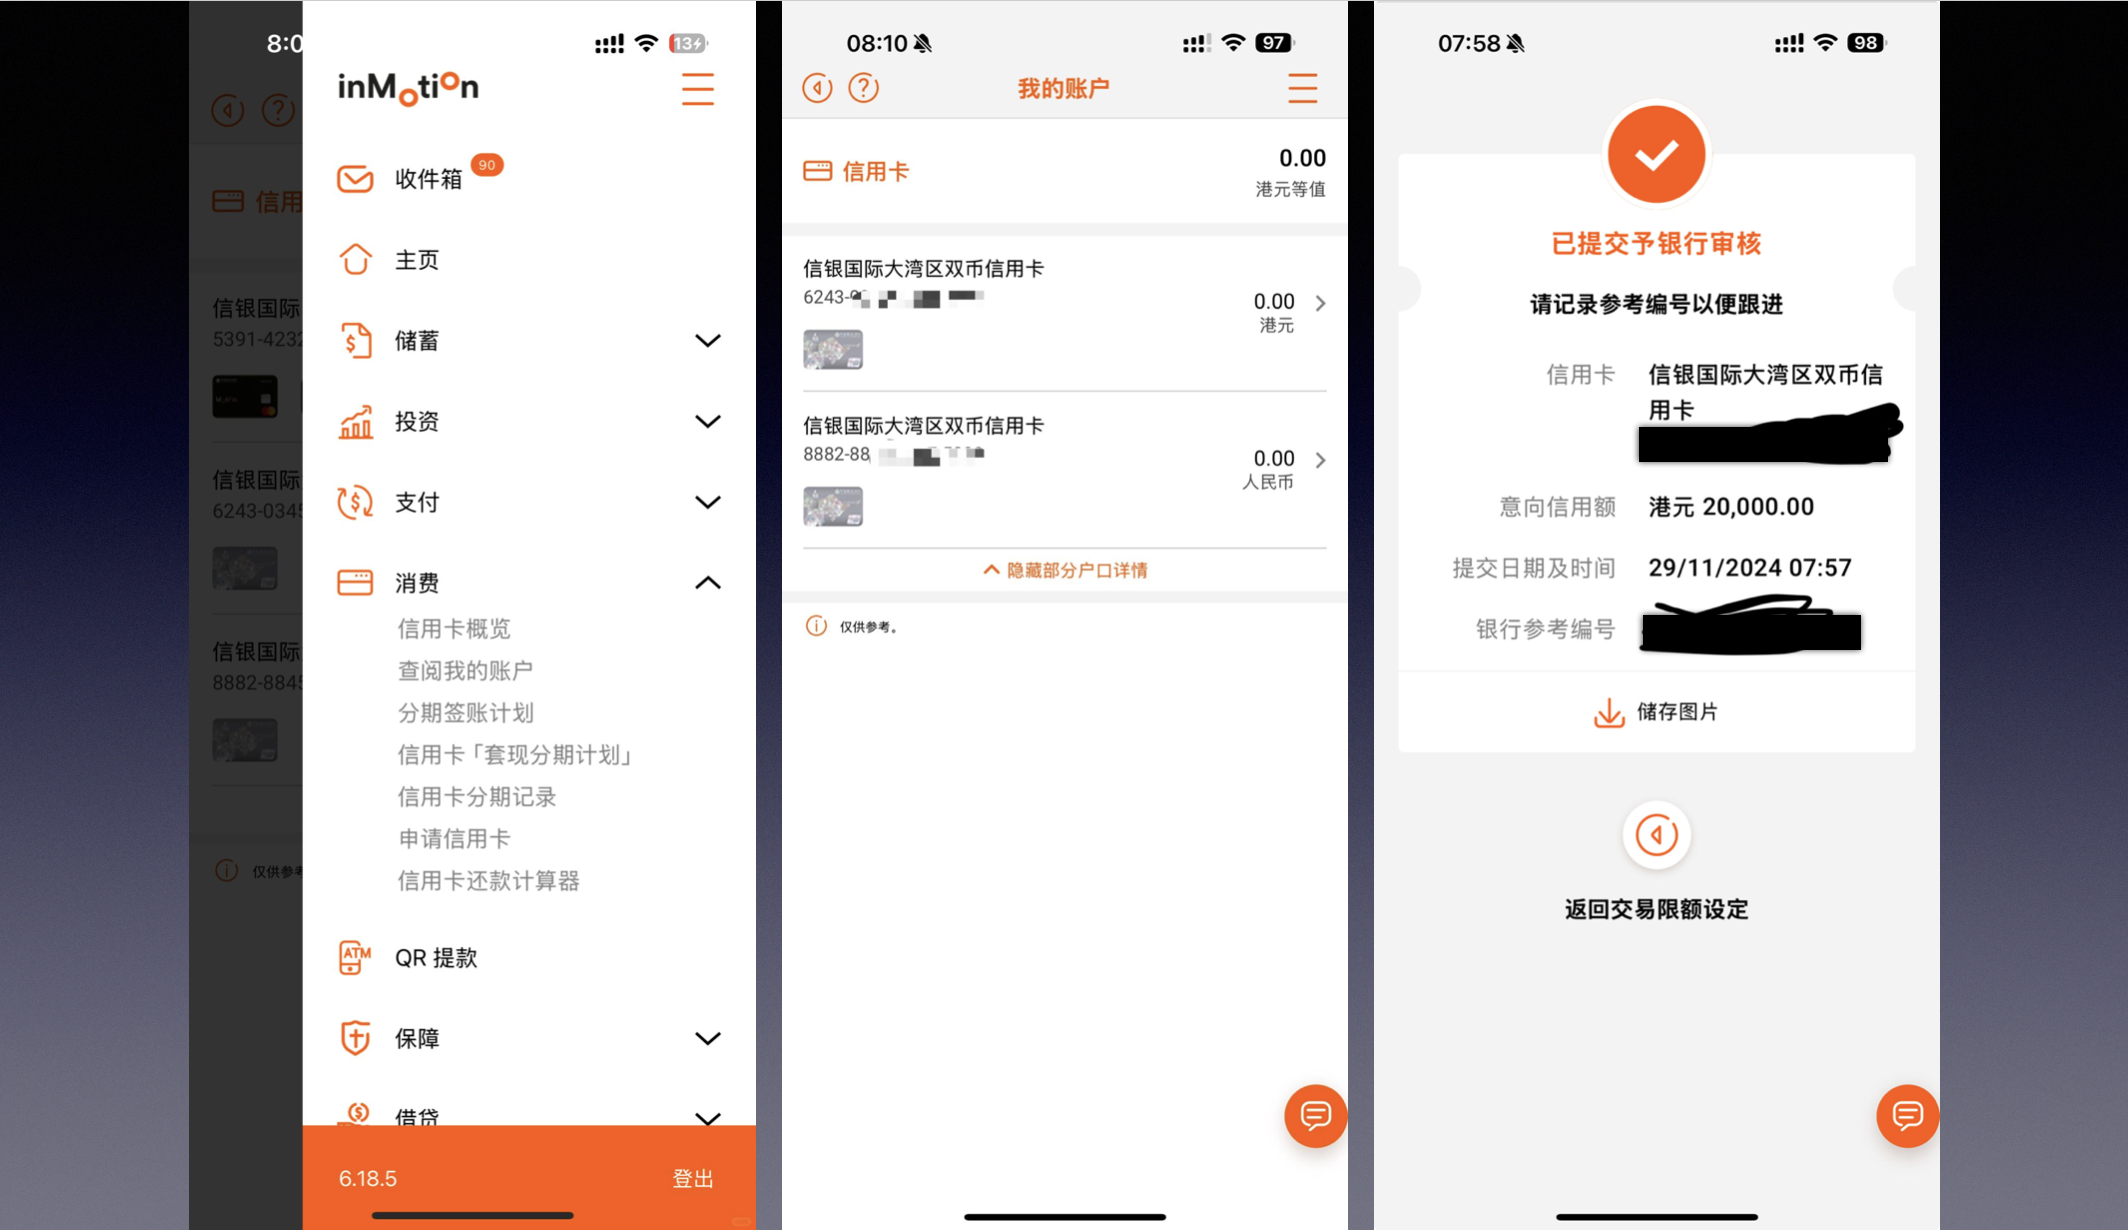 8:0
信用
信银国际
5391-4232
信银国际
6243-0345
信银国际
8882-8845
仅供参考
13
inMotion
收件箱
90
主页
储蓄
投资
支付
消费
信用卡概览
查阅我的账户
分期签账计划
信用卡「套现分期计划」
信用卡分期记录
申请信用卡
信用卡还款计算器
ATM
QR 提款
保障
借贷
6.18.5
登出
08:10
97
我的账户
信用卡
0.00
港元等值
信银国际大湾区双币信用卡
6243-
0.00
港元
信银国际大湾区双币信用卡
8882-88
0.00
人民币
隐藏部分户口详情
仅供参考。
07:58
98
已提交予银行审核
请记录参考编号以便跟进
信用卡
信银国际大湾区双币信
用卡
意向信用额
港元 20,000.00
提交日期及时间
29/11/2024 07:57
银行参考编号
储存图片
返回交易限额设定